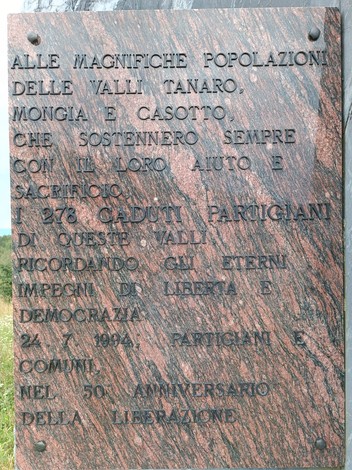 ALLE MAGNIFICHE POPOLAZIONI
DELLE VALLI TANARO,
MONGIA E CASOTTO,
CHE SOSTENNERO SEMPRE
CON IL LORO AIUTO E
SACRIFICIO
I 278 CADUTI PARTIGIANI
DI QUESTE VALLI
RICORDANDO GLI ETERNI
IMPEGNI DI LIBERTA E
DEMOCRAZIA
24 7 1994, PARTIGIANI E
COMUNI,
NEL 50 ANNIVERSARIO
DELLA LIBERAZIONE